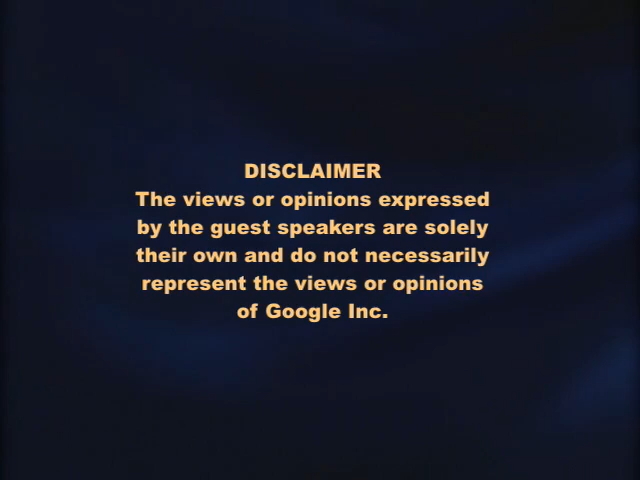 DISCLAIMER
The views or opinions expressed
by the guest speakers are solely
their own and do not necessarily
represent the views or opinions
of Google Inc.